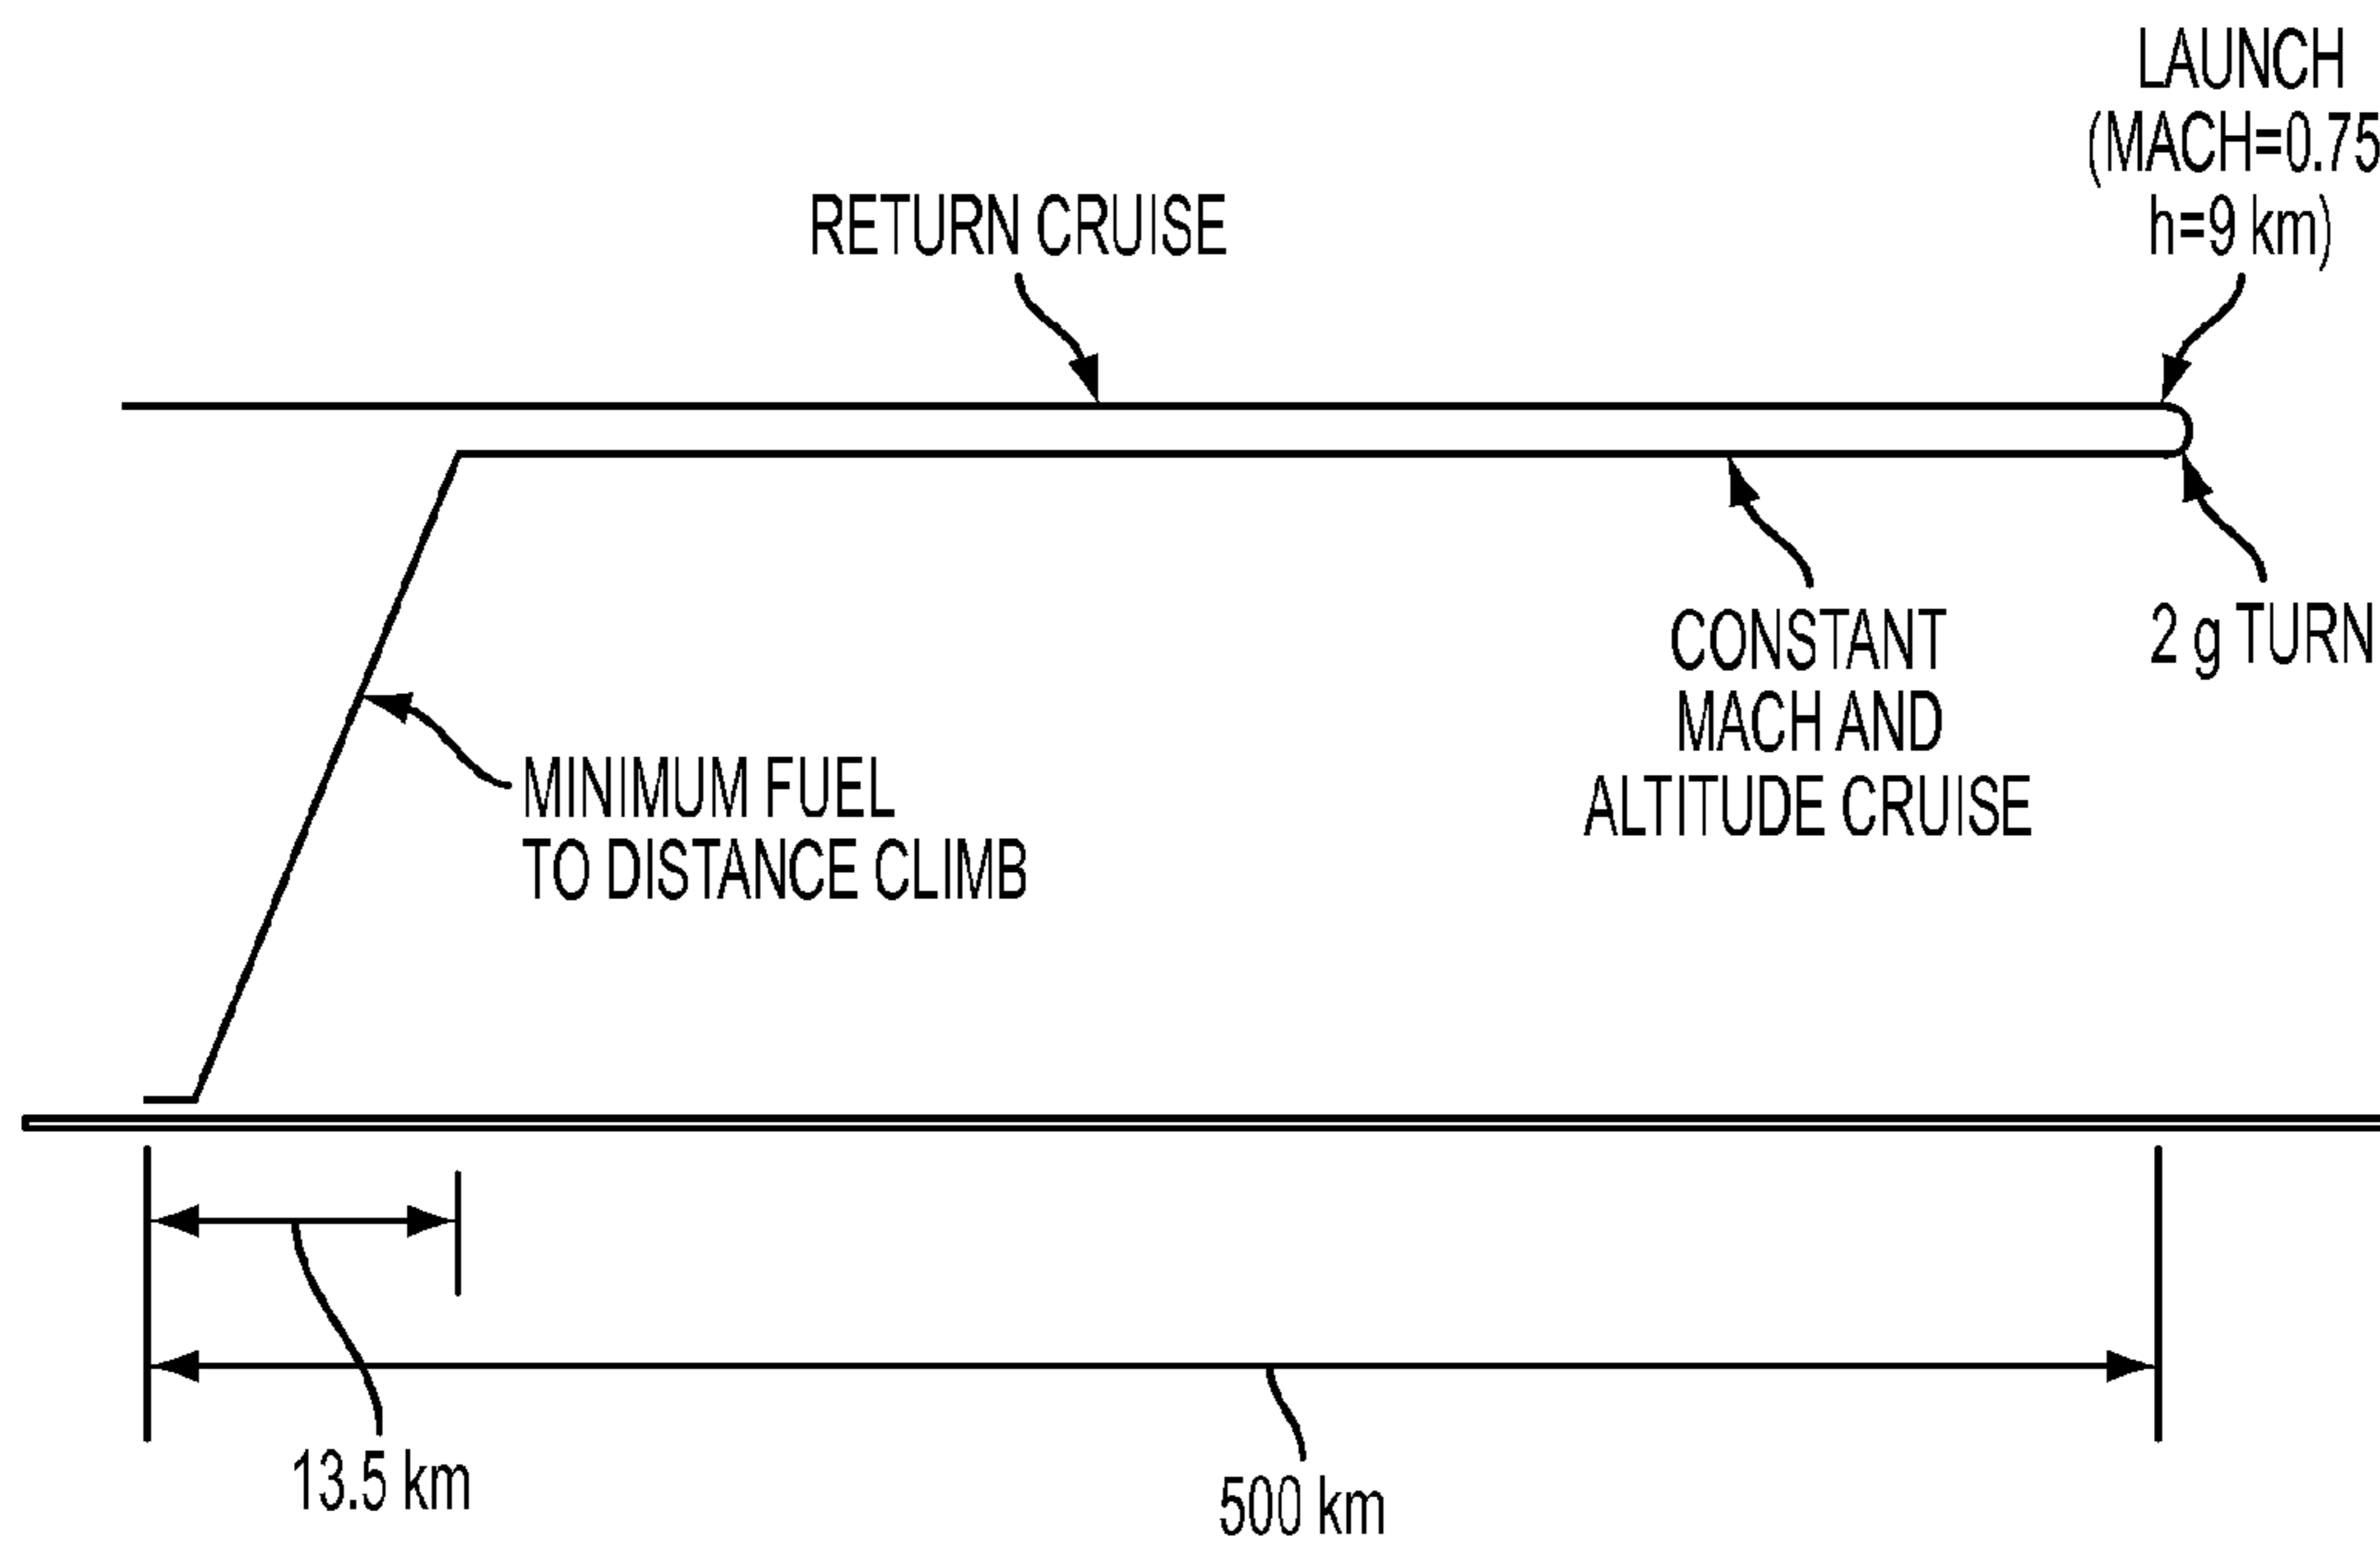 LAUNCH
(MACH=0.75
h=9 km)
RETURN CRUISE
2 g TURN
CONSTANT
MACH AND
ALTITUDE CRUISE
MINIMUM FUEL
TO DISTANCE CLIMB
13.5 km
500 km